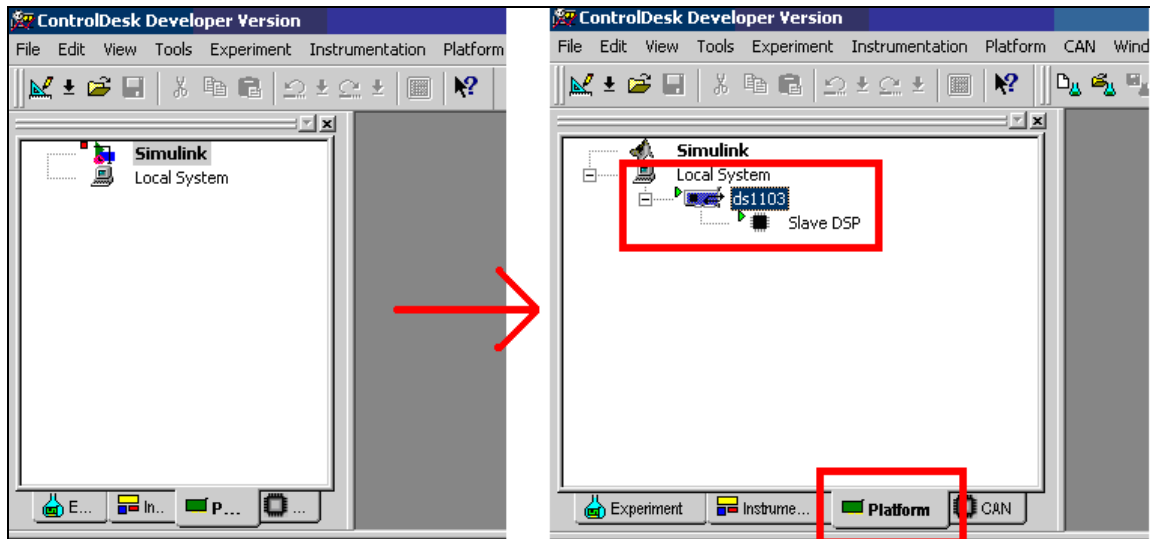 ControlDesk Developer Version
File Edit View Tools Experiment Instrumentation Platform
Simulink
Local System
E... In.. P... ...
ControlDesk Developer Version
File Edit View Tools Experiment Instrumentation Platform CAN Wind
Simulink
Local System
ds1103
Slave DSP
Experiment Instrume... Platform CAN